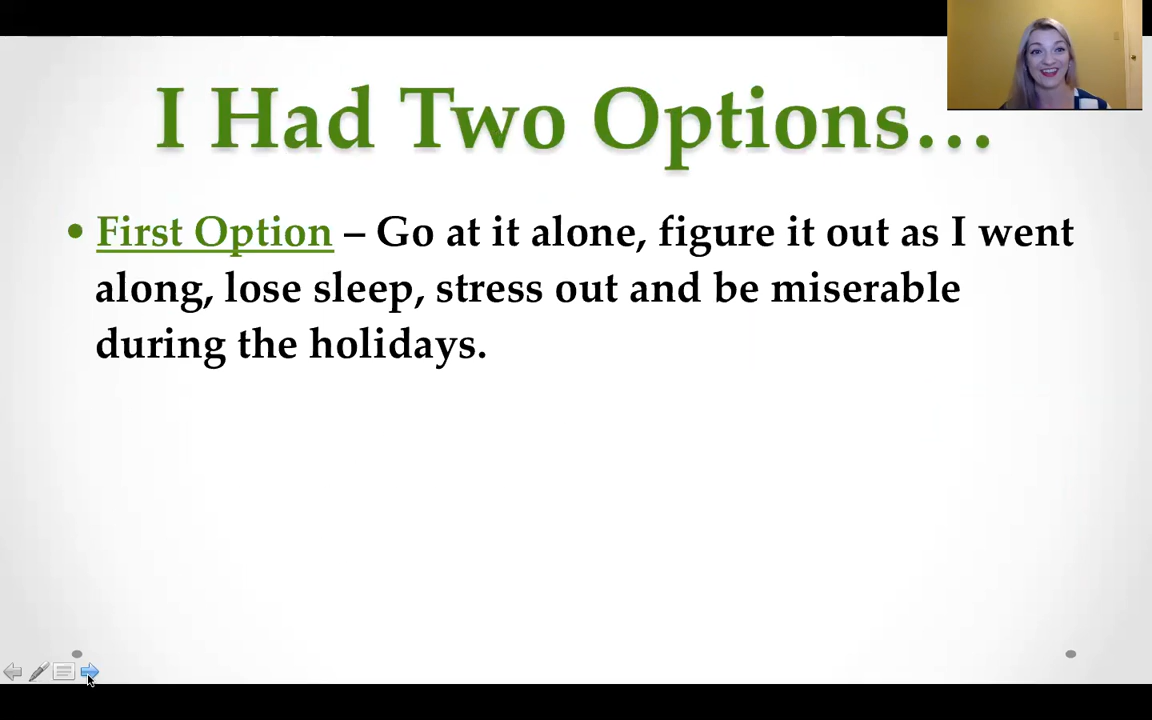 I Had Two Options…
• First Option – Go at it alone, figure it out as I went
along, lose sleep, stress out and be miserable
during the holidays.